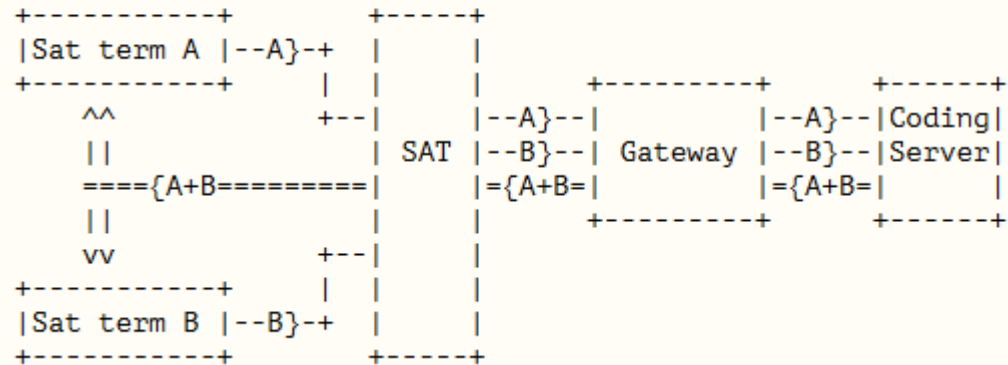 +-----------+         +-----+
|Sat term A |--A}-+   |     |
+-----------+     |   |     |      +---------+      +------+
    ^^            +--|     |--A}--|         |--A}--|Coding|
    ||                | SAT |--B}--| Gateway |--B}--|Server|
    ===={A+B=========|     |={A+B=|         |={A+B=|      |
    ||                |     |      +---------+      +------+
    vv            +--|     |
+-----------+     |   |     |
|Sat term B |--B}-+   |     |
+-----------+         +-----+